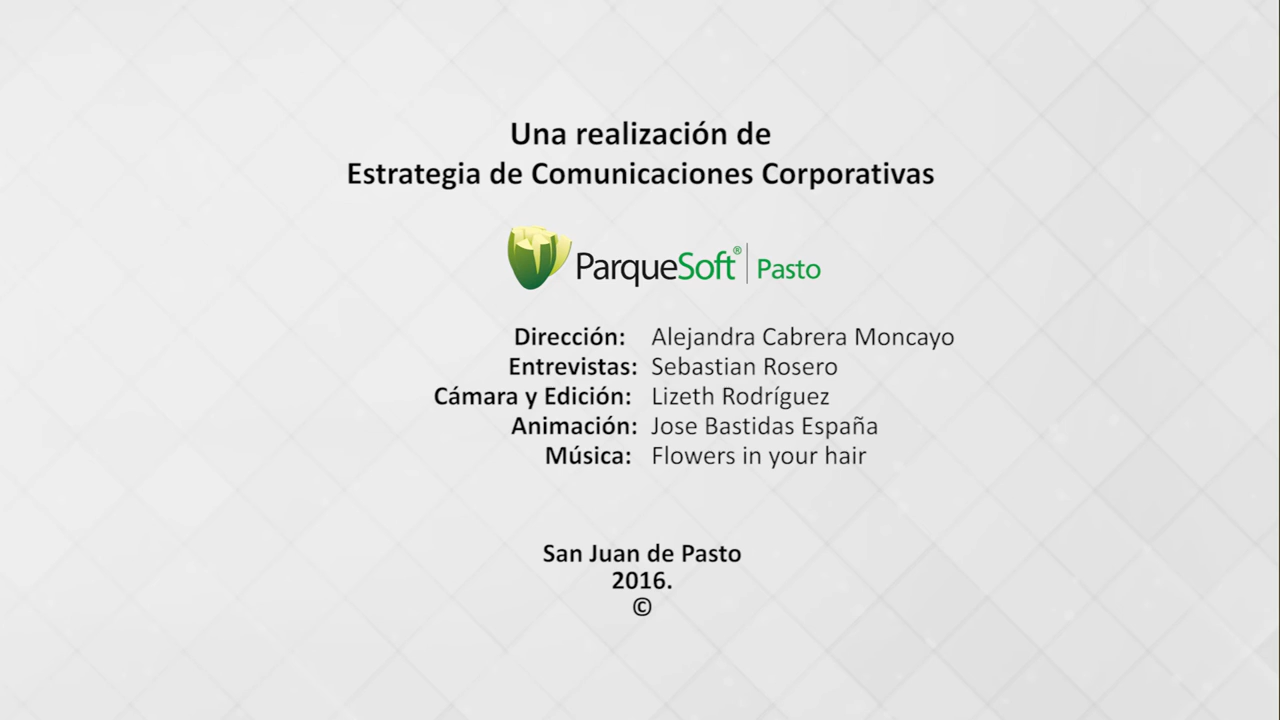 Una realización de
Estrategia de Comunicaciones Corporativas
ParqueSoft® | Pasto
Dirección: Alejandra Cabrera Moncayo
Entrevistas: Sebastian Rosero
Cámara y Edición: Lizeth Rodríguez
Animación: Jose Bastidas España
Música: Flowers in your hair
San Juan de Pasto
2016.
©